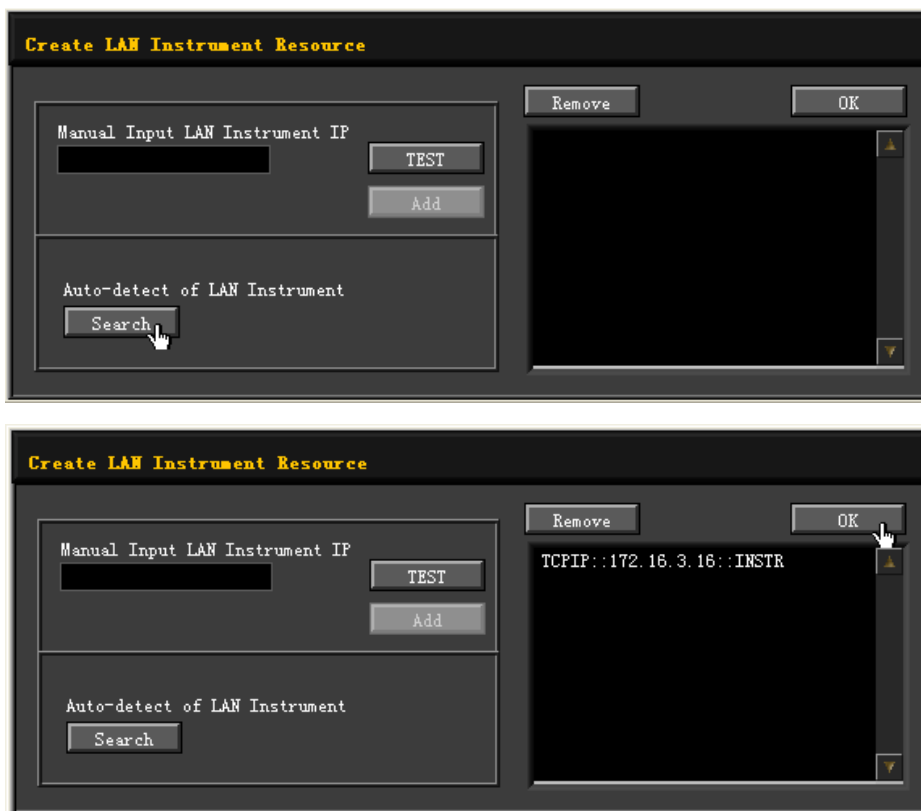 Create LAN Instrument Resource
Remove
OK
Manual Input LAN Instrument IP
TEST
Add
Auto-detect of LAN Instrument
Search
Create LAN Instrument Resource
Remove
OK
Manual Input LAN Instrument IP
TCPIP::172.16.3.16::INSTR
TEST
Add
Auto-detect of LAN Instrument
Search